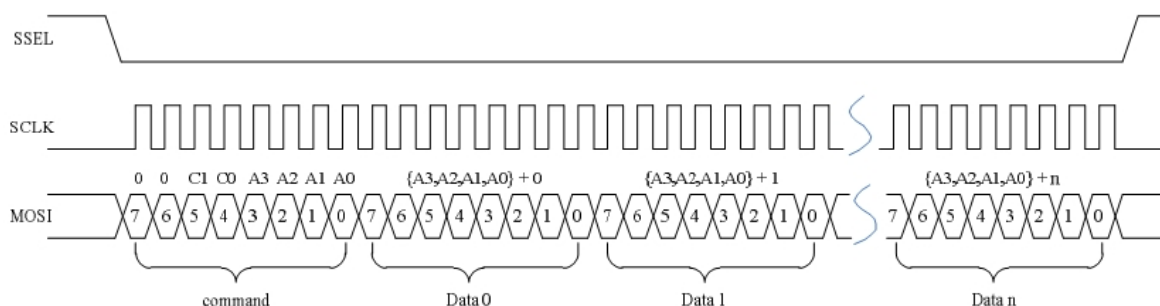 SSEL
SCLK
0 0 C1 C0 A3 A2 A1 A0 {A3,A2,A1,A0} + 0 {A3,A2,A1,A0} + 1 {A3,A2,A1,A0} + n
MOSI 7 6 5 4 3 2 1 0 7 6 5 4 3 2 1 0 7 6 5 4 3 2 1 0 7 6 5 4 3 2 1 0
command Data 0 Data 1 Data n